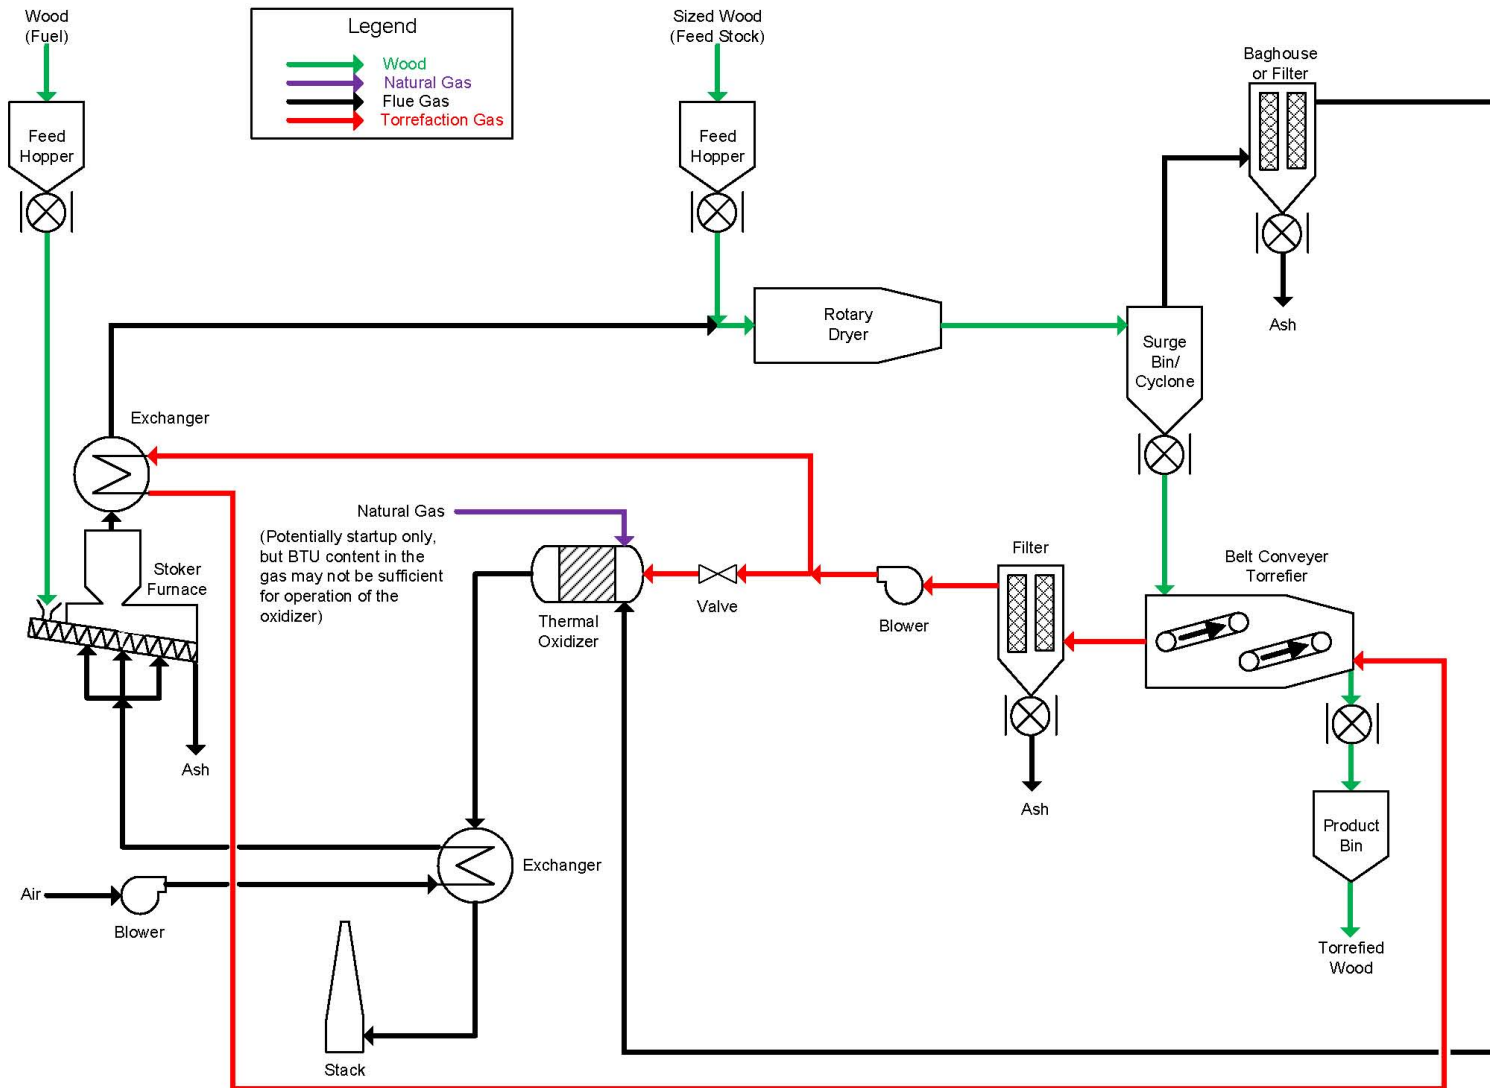 Wood
(Fuel)
Legend
Wood
Natural Gas
Flue Gas
Torrefaction Gas
Sized Wood
(Feed Stock)
Baghouse
or Filter
Feed
Hopper
Feed
Hopper
Ash
Rotary
Dryer
Surge
Bin/
Cyclone
Exchanger
Natural Gas
(Potentially startup only,
but BTU content in the
gas may not be sufficient
for operation of the
oxidizer)
Stoker
Furnace
Filter
Belt Conveyer
Torrefier
Thermal
Oxidizer
Valve
Blower
Ash
Ash
Product
Bin
Exchanger
Air
Blower
Torrefied
Wood
Stack